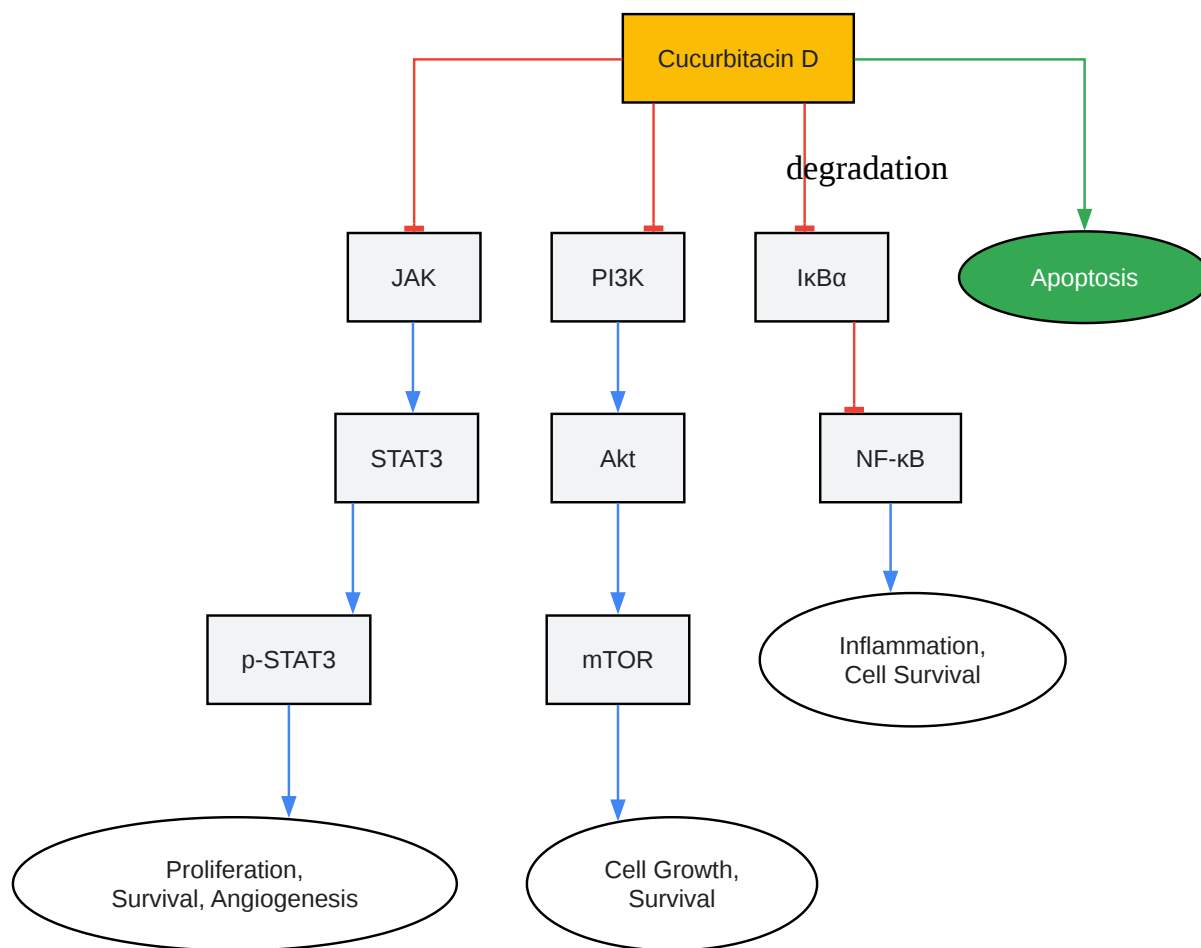 Cucurbitacin D
degradation
JAK
PI3K
IκBα
Apoptosis
STAT3
Akt
NF-κB
p-STAT3
mTOR
Inflammation,
Cell Survival
Proliferation,
Survival, Angiogenesis
Cell Growth,
Survival